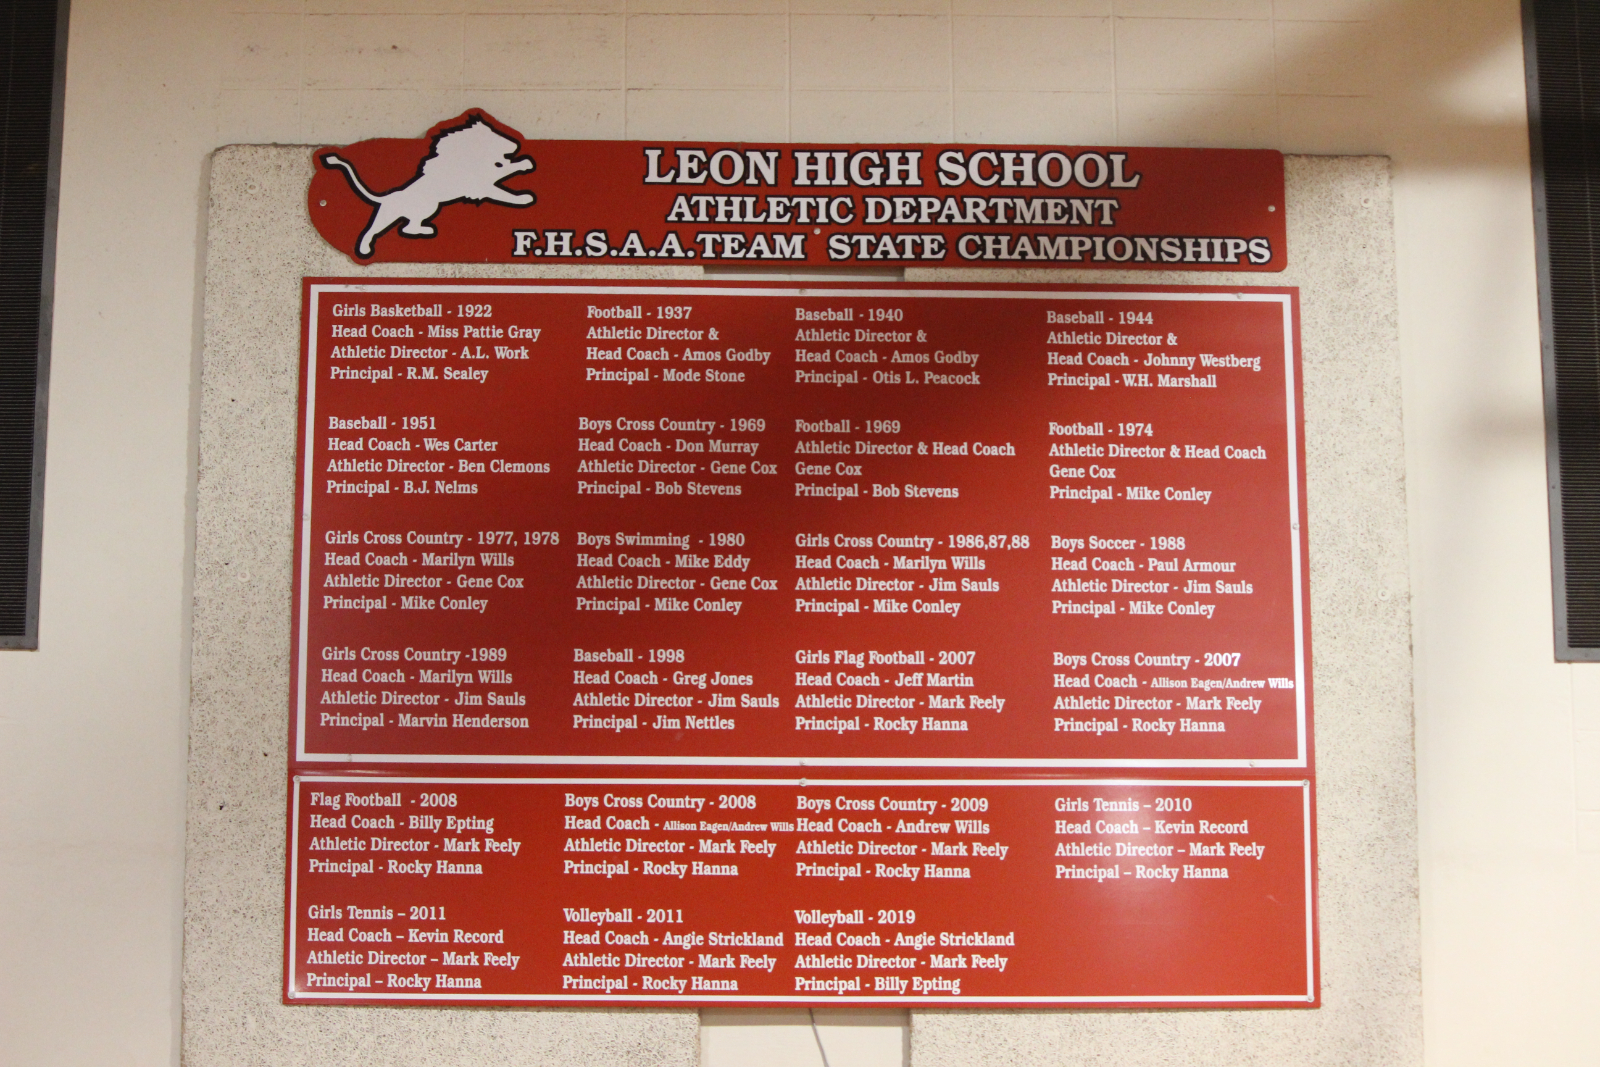 LEON HIGH SCHOOL
ATHLETIC DEPARTMENT
F.H.S.A.A. TEAM STATE CHAMPIONSHIPS
Girls Basketball - 1922
Head Coach - Miss Pattie Gray
Athletic Director - A.L. Work
Principal - R.M. Sealey
Football - 1937
Athletic Director &
Head Coach - Amos Godby
Principal - Mode Stone
Baseball - 1940
Athletic Director &
Head Coach - Amos Godby
Principal - Otis L. Peacock
Baseball - 1944
Athletic Director &
Head Coach - Johnny Westberg
Principal - W.H. Marshall
Baseball - 1951
Head Coach - Wes Carter
Athletic Director - Ben Clemons
Principal - B.J. Nelms
Boys Cross Country - 1969
Head Coach - Don Murray
Athletic Director - Gene Cox
Principal - Bob Stevens
Football - 1969
Athletic Director & Head Coach
Gene Cox
Principal - Bob Stevens
Football - 1974
Athletic Director & Head Coach
Gene Cox
Principal - Mike Conley
Girls Cross Country - 1977, 1978
Head Coach - Marilyn Wills
Athletic Director - Gene Cox
Principal - Mike Conley
Boys Swimming - 1980
Head Coach - Mike Eddy
Athletic Director - Gene Cox
Principal - Mike Conley
Girls Cross Country - 1986,87,88
Head Coach - Marilyn Wills
Athletic Director - Jim Sauls
Principal - Mike Conley
Boys Soccer - 1988
Head Coach - Paul Armour
Athletic Director - Jim Sauls
Principal - Mike Conley
Girls Cross Country -1989
Head Coach - Marilyn Wills
Athletic Director - Jim Sauls
Principal - Marvin Henderson
Baseball - 1998
Head Coach - Greg Jones
Athletic Director - Jim Sauls
Principal - Jim Nettles
Girls Flag Football - 2007
Head Coach - Jeff Martin
Athletic Director - Mark Feely
Principal - Rocky Hanna
Boys Cross Country - 2007
Head Coach - Allison Eagen/Andrew Wills
Athletic Director - Mark Feely
Principal - Rocky Hanna
Flag Football - 2008
Head Coach - Billy Epting
Athletic Director - Mark Feely
Principal - Rocky Hanna
Boys Cross Country - 2008
Head Coach - Allison Eagen/Andrew Wills
Athletic Director - Mark Feely
Principal - Rocky Hanna
Boys Cross Country - 2009
Head Coach - Andrew Wills
Athletic Director - Mark Feely
Principal - Rocky Hanna
Girls Tennis – 2010
Head Coach – Kevin Record
Athletic Director – Mark Feely
Principal – Rocky Hanna
Girls Tennis – 2011
Head Coach – Kevin Record
Athletic Director – Mark Feely
Principal – Rocky Hanna
Volleyball - 2011
Head Coach - Angie Strickland
Athletic Director - Mark Feely
Principal - Rocky Hanna
Volleyball - 2019
Head Coach - Angie Strickland
Athletic Director - Mark Feely
Principal - Billy Epting